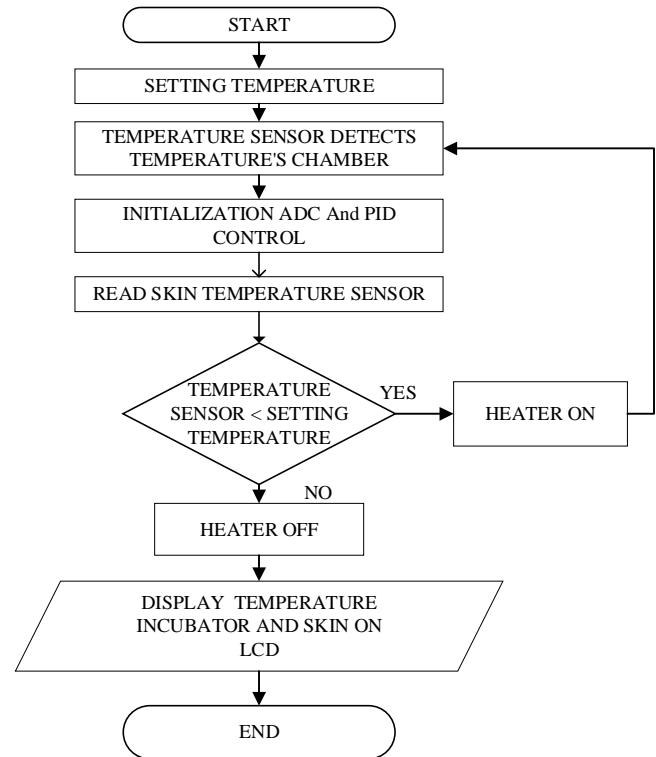 START
SETTING TEMPERATURE
TEMPERATURE SENSOR DETECTS
TEMPERATURE'S CHAMBER
INITIALIZATION ADC And PID
CONTROL
READ SKIN TEMPERATURE SENSOR
TEMPERATURE
SENSOR < SETTING
TEMPERATURE
YES
HEATER ON
NO
HEATER OFF
DISPLAY TEMPERATURE
INCUBATOR AND SKIN ON
LCD
END